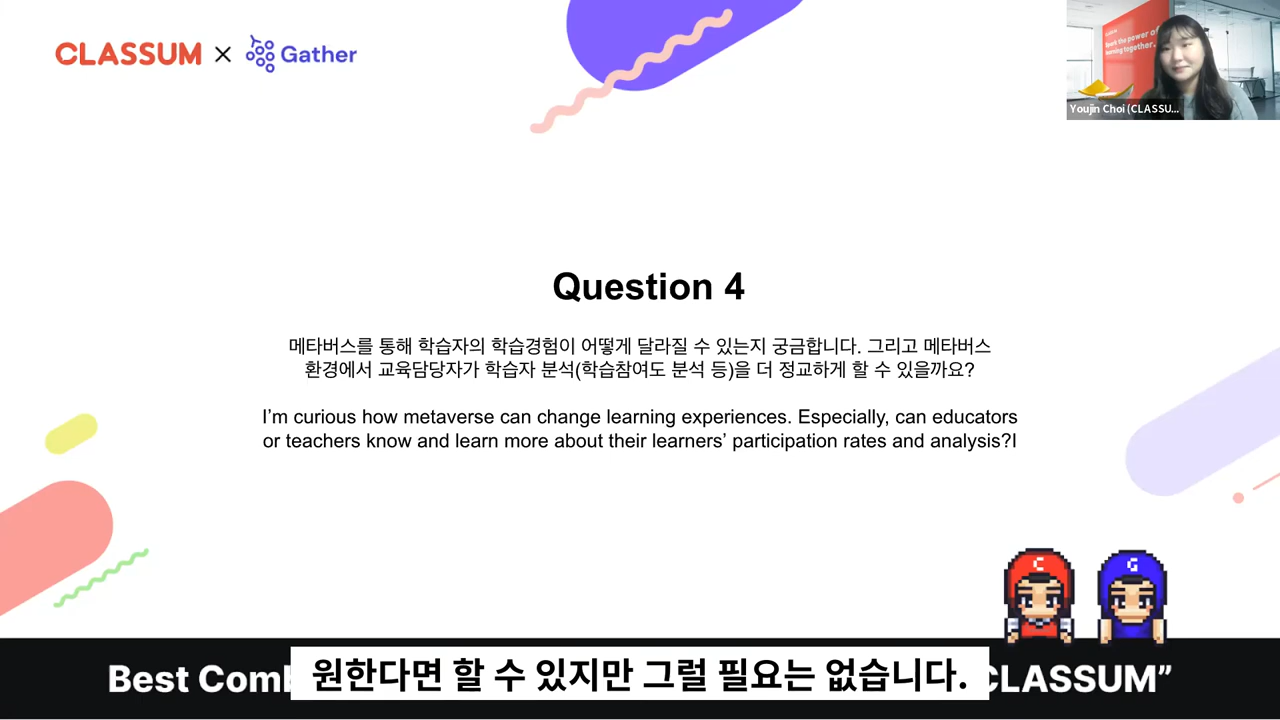 CLASSUM × Gather
Spark the power of
learning together.
Youjin Choi (CLASSU...
Question 4
메타버스를 통해 학습자의 학습경험이 어떻게 달라질 수 있는지 궁금합니다. 그리고 메타버스
환경에서 교육담당자가 학습자 분석(학습참여도 분석 등)을 더 정교하게 할 수 있을까요?
I’m curious how metaverse can change learning experiences. Especially, can educators
or teachers know and learn more about their learners’ participation rates and analysis?I
C
G
Best Com
CLASSUM”
원한다면 할 수 있지만 그럴 필요는 없습니다.